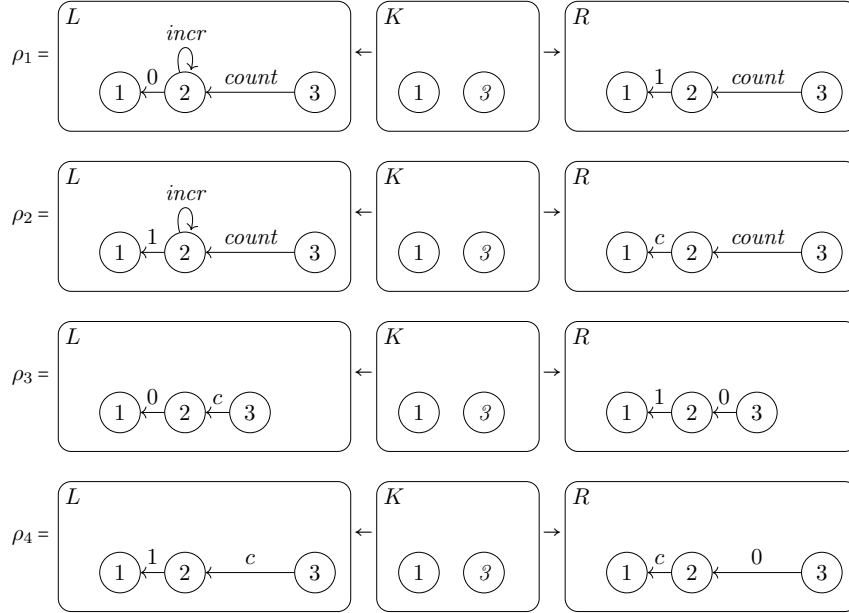 L K R
incr
ρ1 = 1 0 2 count 3 ← 1 3 → 1 1 2 count 3
L K R
incr
ρ2 = 1 1 2 count 3 ← 1 3 → 1 c 2 count 3
L K R
ρ3 = 1 0 2 c 3 ← 1 3 → 1 1 2 0 3
L K R
ρ4 = 1 1 2 c 3 ← 1 3 → 1 c 2 0 3